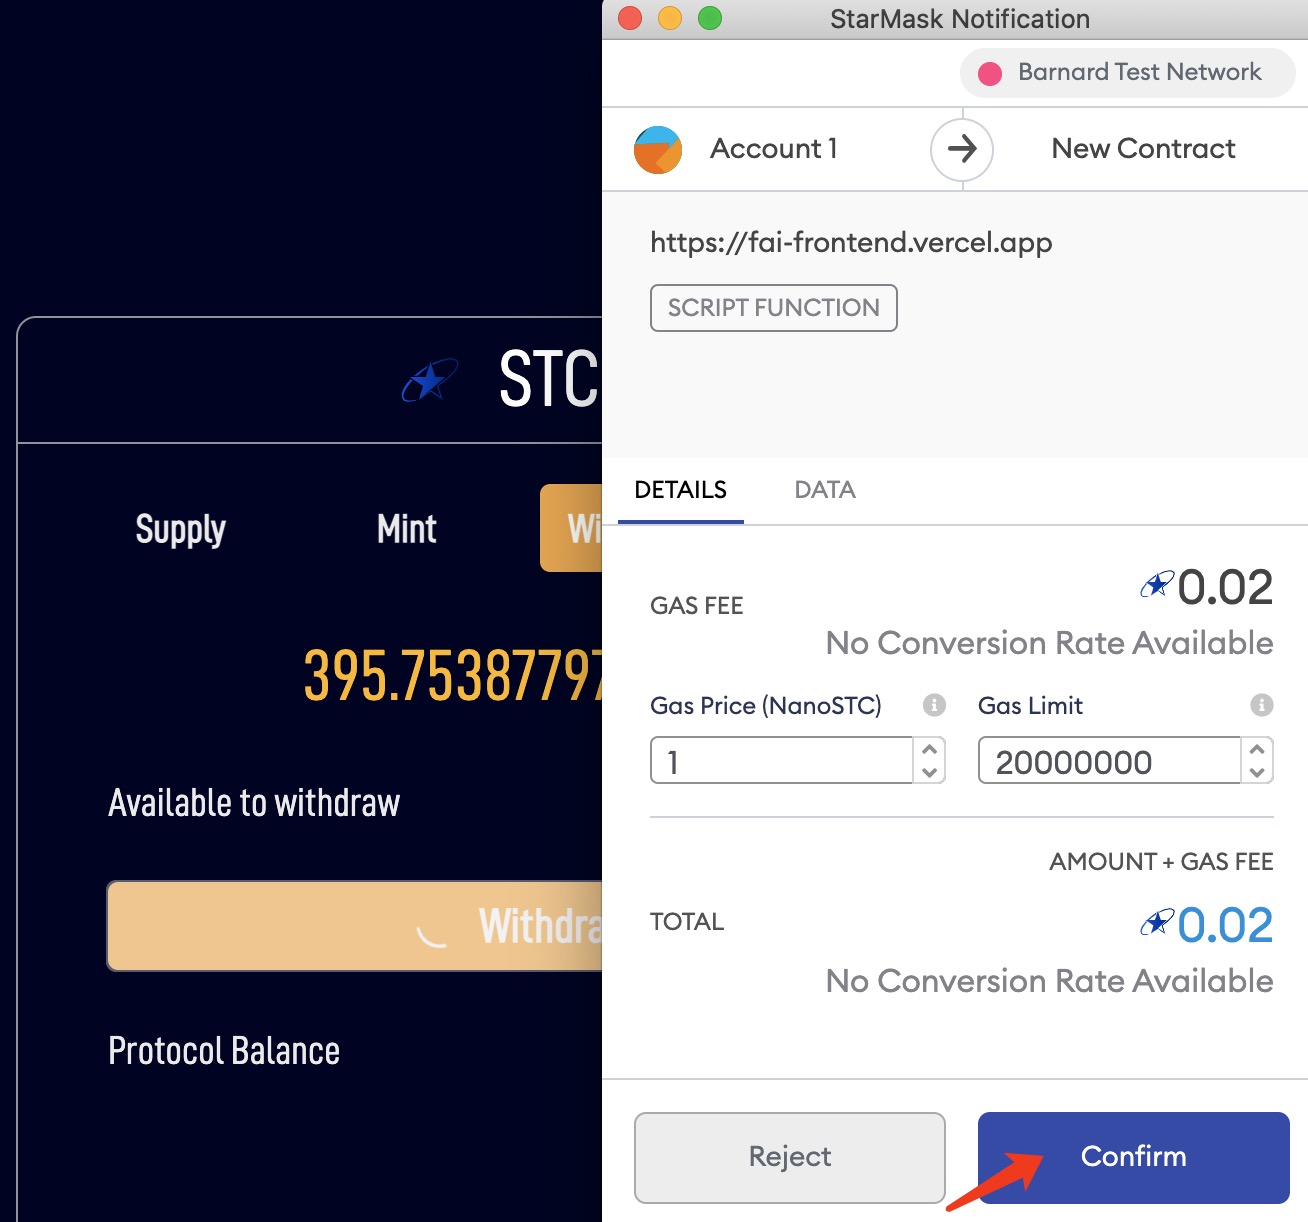 StarMask Notification
Barnard Test Network
Account 1
New Contract
https://fai-frontend.vercel.app
SCRIPT FUNCTION
STC
Supply
Mint
DETAILS
DATA
395.7538779
GAS FEE
0.02
No Conversion Rate Available
Gas Price (NanoSTC)
Gas Limit
1
20000000
Available to withdraw
AMOUNT + GAS FEE
Withdra
TOTAL
0.02
No Conversion Rate Available
Protocol Balance
Reject
Confirm